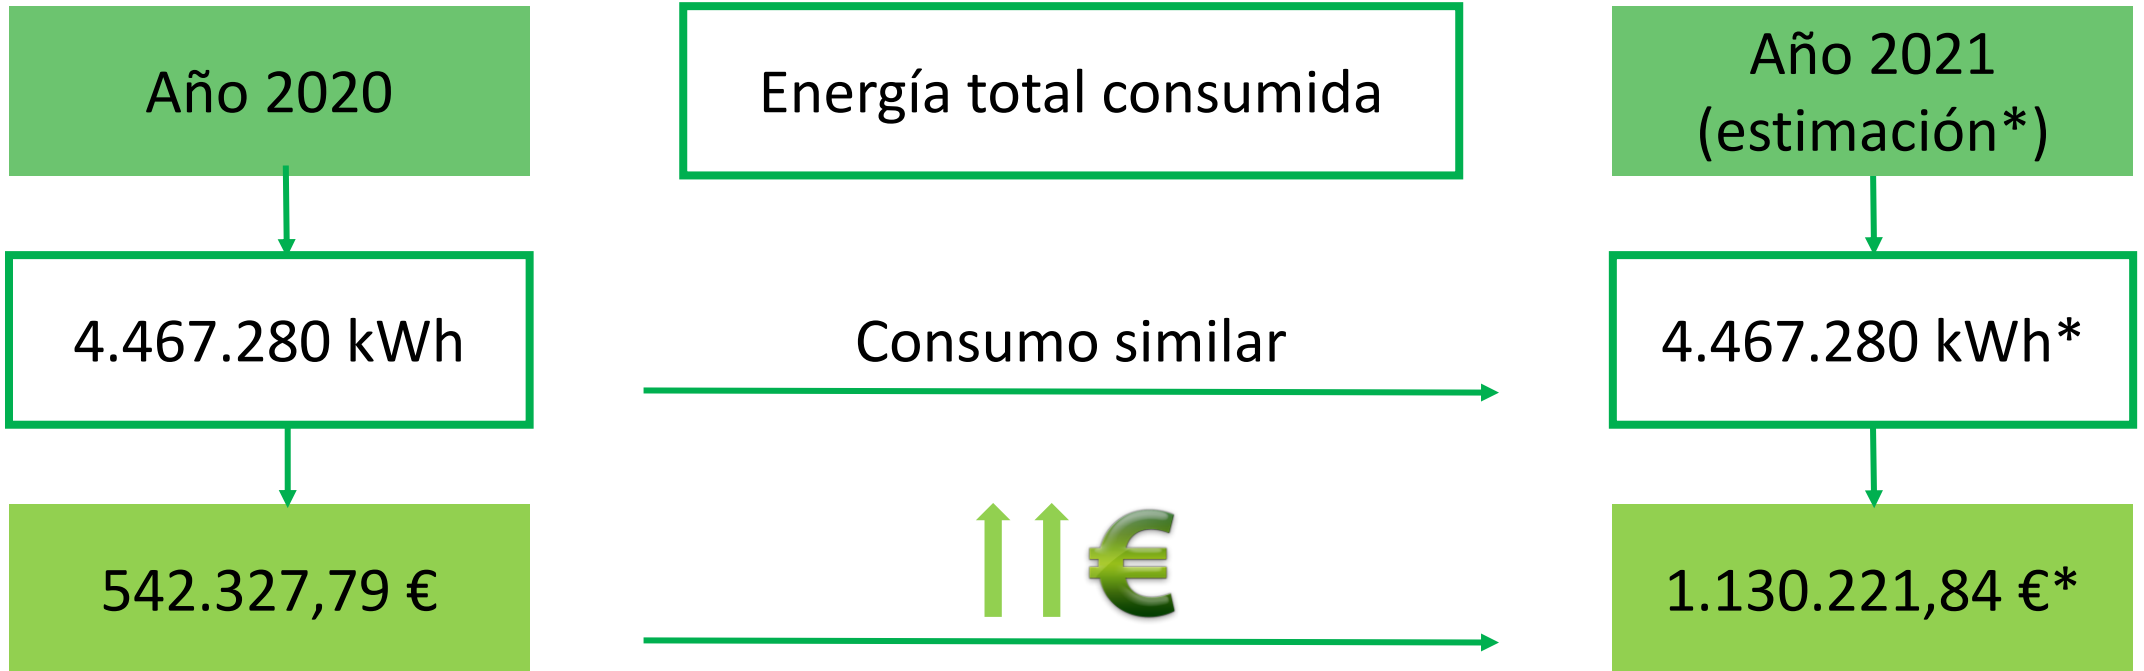 Año 2020
Energía total consumida
Año 2021
(estimación*)
4.467.280 kWh
Consumo similar
4.467.280 kWh*
542.327,79 €
€
1.130.221,84 €*